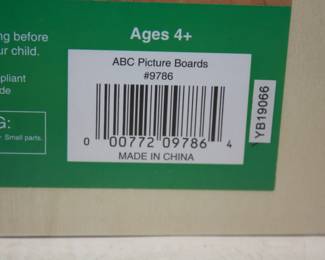 ng before
ur child.
Ages 4+
pliant
de
G:
Small parts.
ABC Picture Boards
#9786
0 00772 09786 4
MADE IN CHINA
YB19066